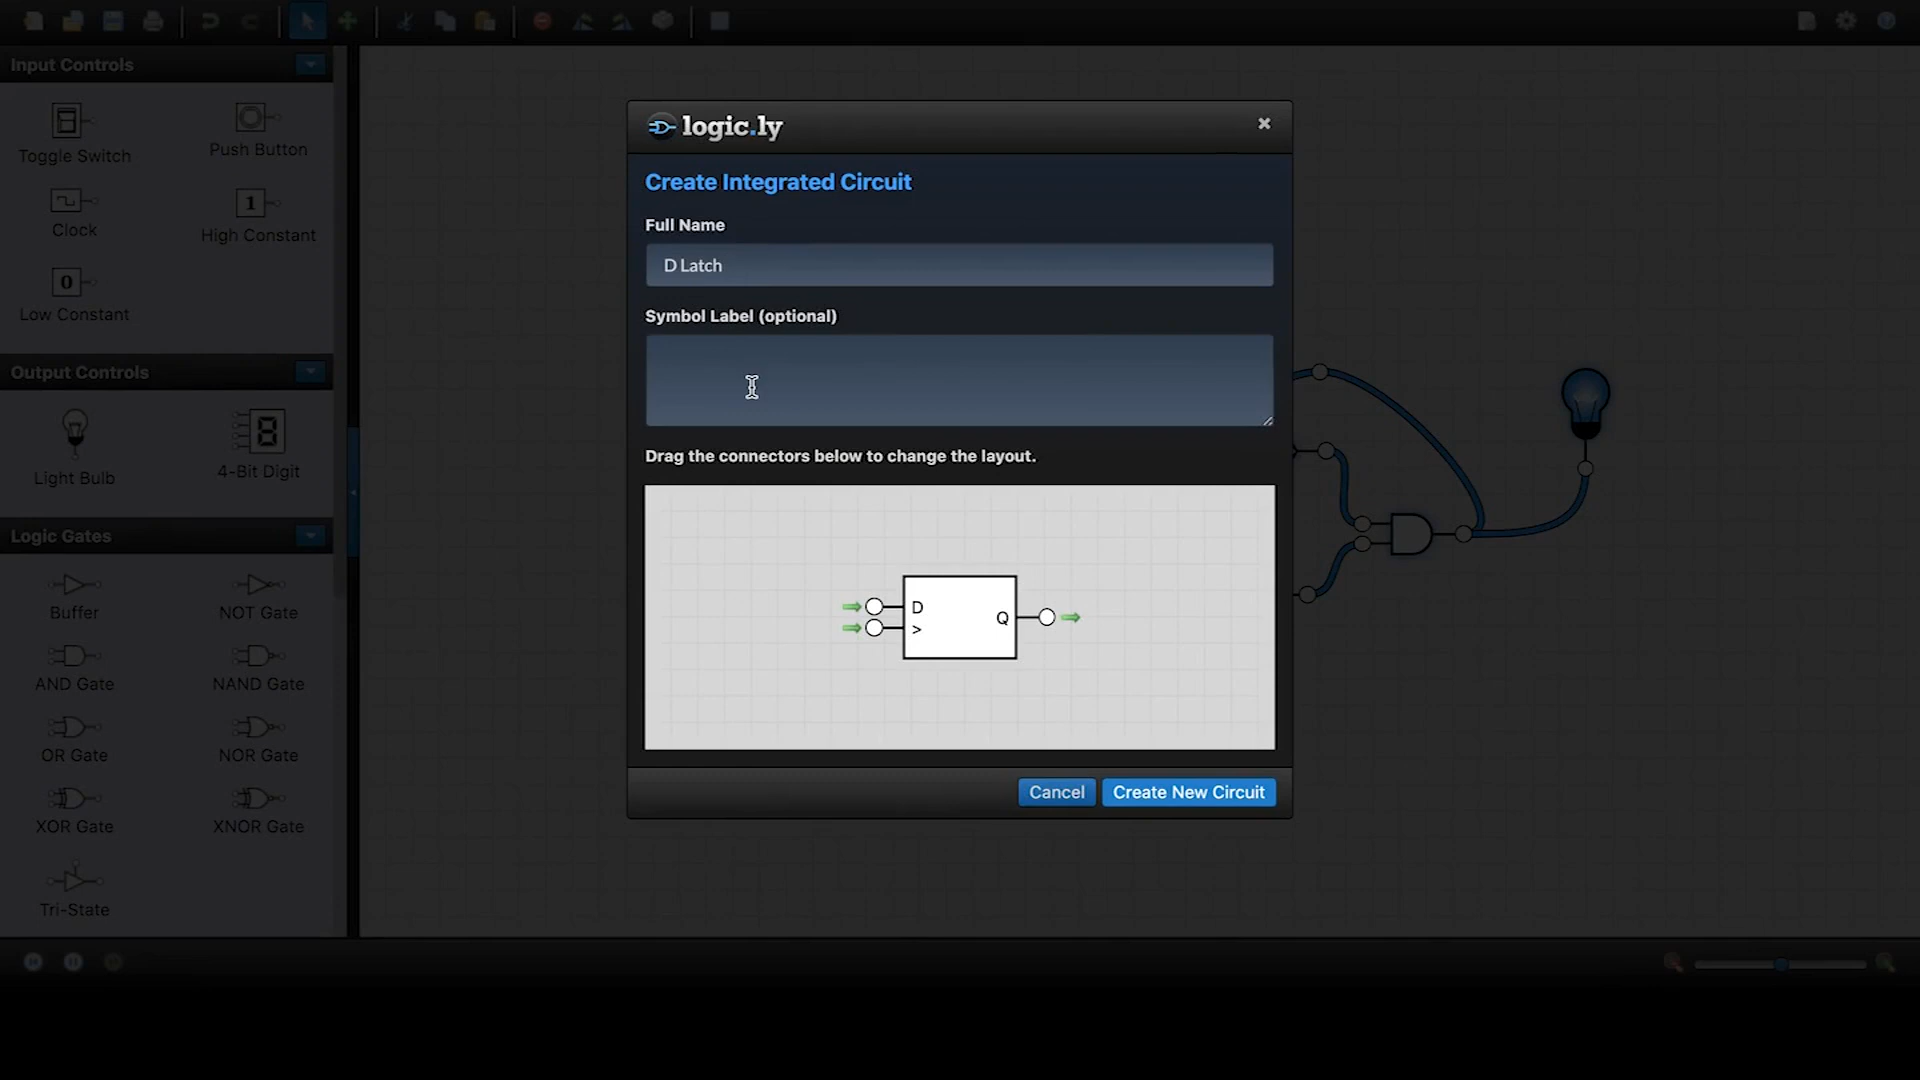 Input Controls
Toggle Switch
Push Button
Clock
1
High Constant
0
Low Constant
Output Controls
Light Bulb
8
4-Bit Digit
Logic Gates
Buffer
NOT Gate
AND Gate
NAND Gate
OR Gate
NOR Gate
XOR Gate
XNOR Gate
Tri-State
logic.ly
Create Integrated Circuit
Full Name
D Latch
Symbol Label (optional)
Drag the connectors below to change the layout.
D
>
Q
Cancel
Create New Circuit